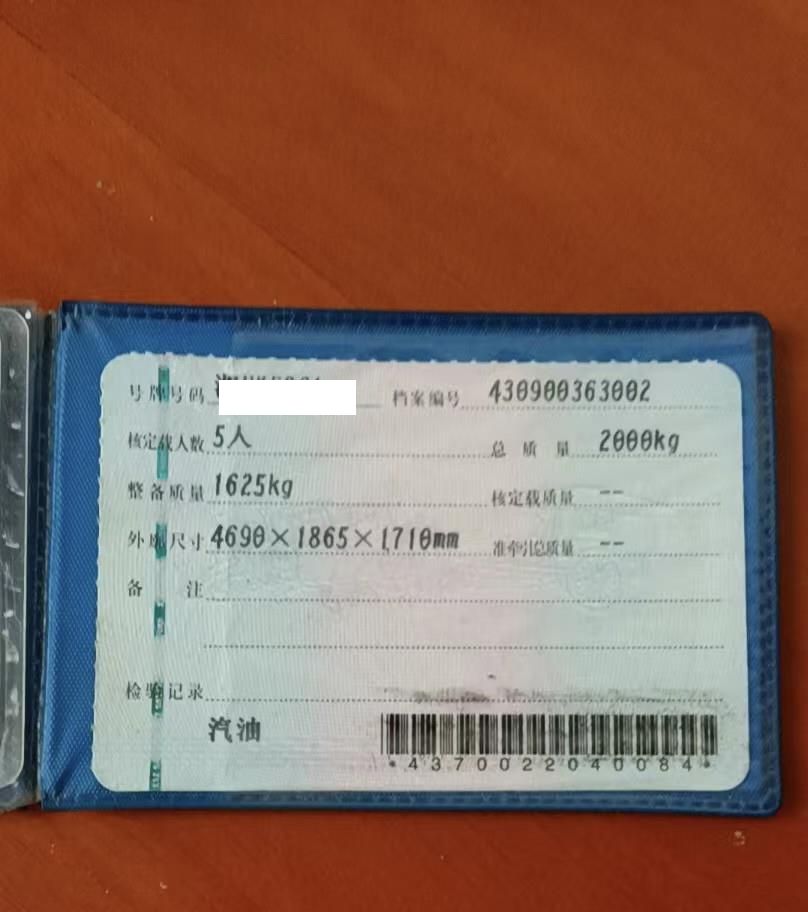 号牌号码 档案编号 430900363002
核定载人数 5人 总质量 2000kg
整备质量 1625kg 核定载质量 --
外廓尺寸 4690×1865×1710mm 准牵引总质量 --
备注
检验记录
汽油
*4370022040084*